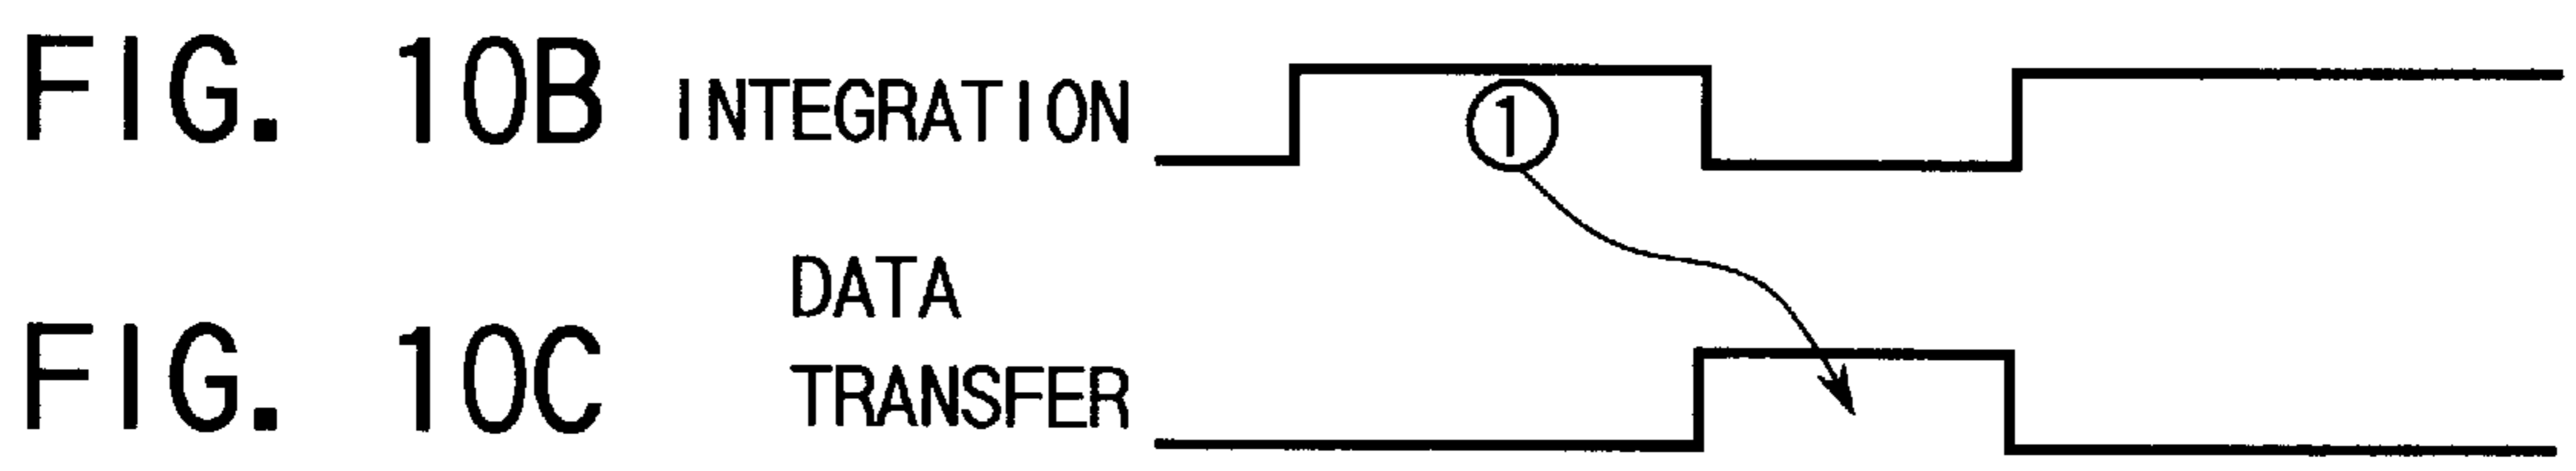 FIG. 10B INTEGRATION
①
FIG. 10C DATA
TRANSFER